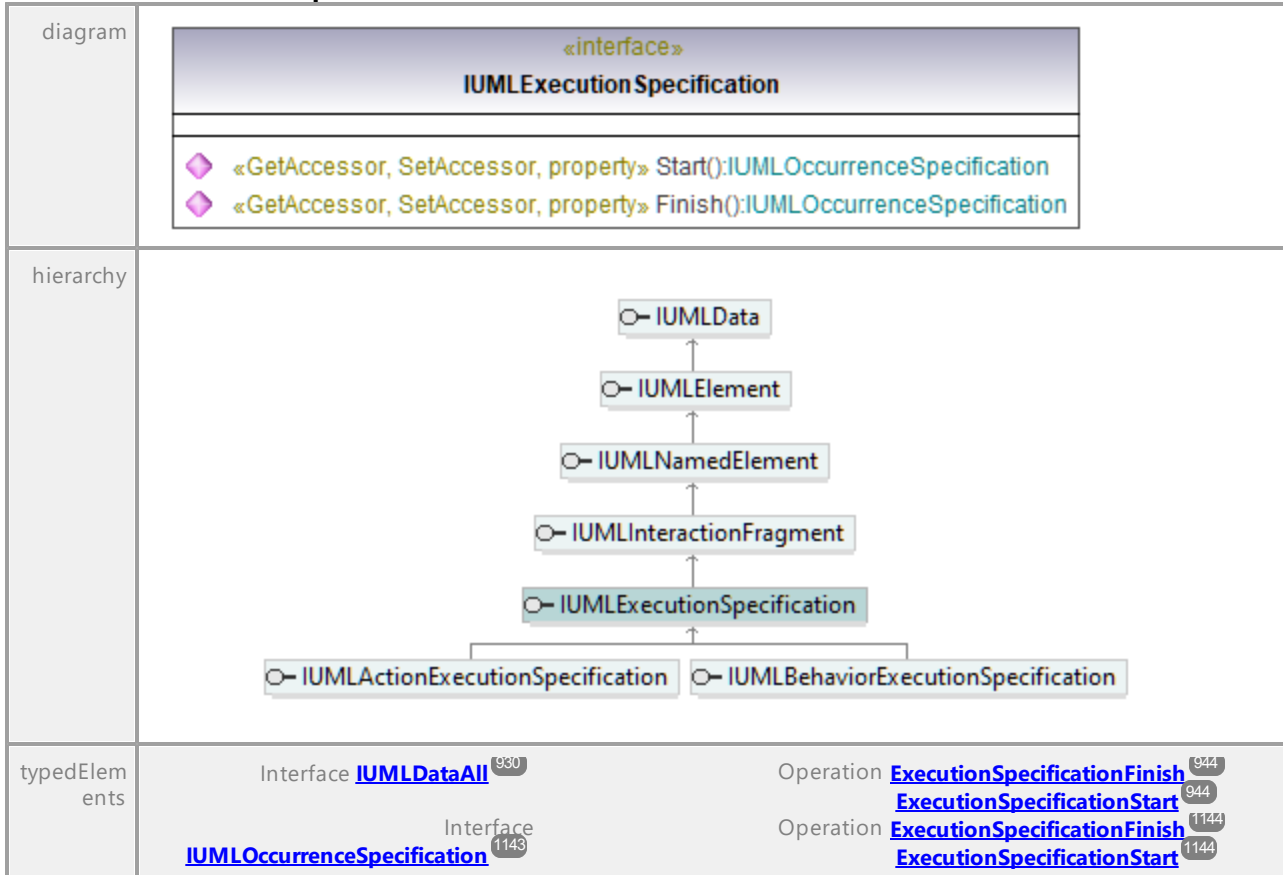 diagram
«interface»
IUMLExecutionSpecification
«GetAccessor, SetAccessor, property» Start():IUMLOccurrenceSpecification
«GetAccessor, SetAccessor, property» Finish():IUMLOccurrenceSpecification
hierarchy
IUMLData
IUMLElement
IUMLNamedElement
IUMLInteractionFragment
IUMLExecutionSpecification
IUMLActionExecutionSpecification IUMLBehaviorExecutionSpecification
typedElem
ents
Interface IUMLDataAll 930
Operation ExecutionSpecificationFinish 944
ExecutionSpecificationStart 944
Interface
IUMLOccurrenceSpecification 1143
Operation ExecutionSpecificationFinish 1144
ExecutionSpecificationStart 1144